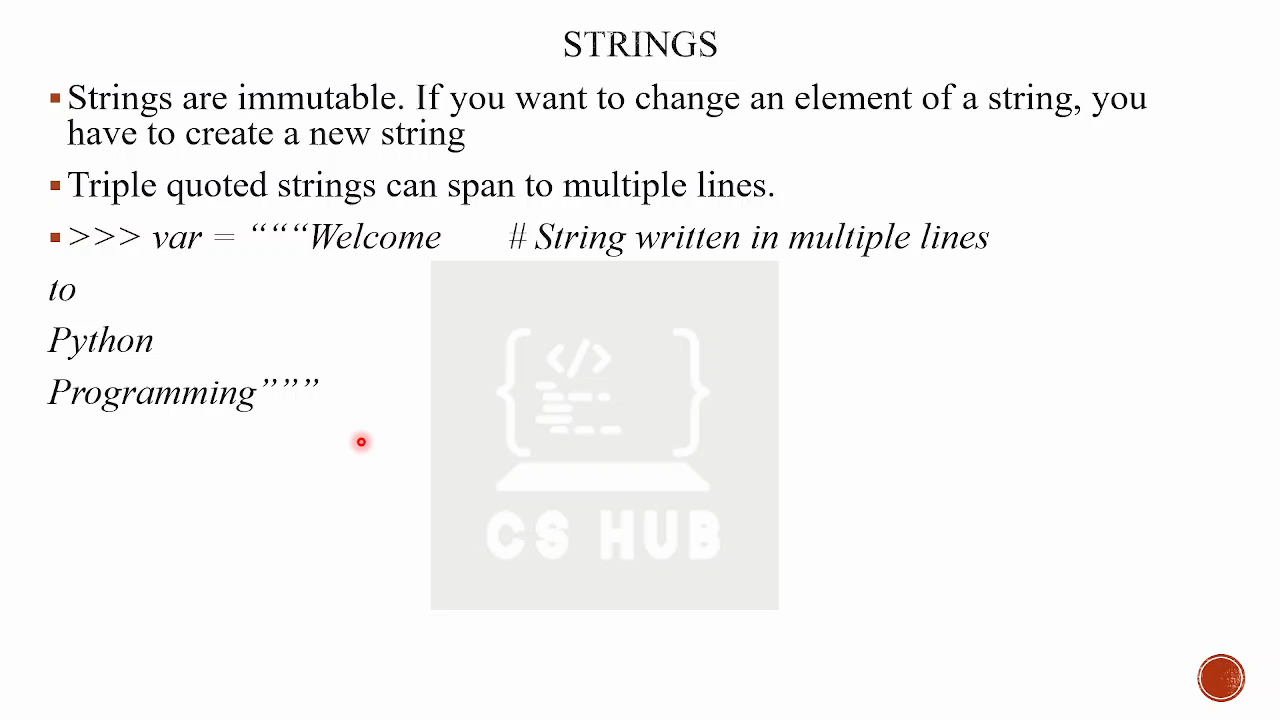 STRINGS
Strings are immutable. If you want to change an element of a string, you
have to create a new string
Triple quoted strings can span to multiple lines.
>>> var = “““Welcome # String written in multiple lines
to
Python
Programming”””
</>
CS HUB